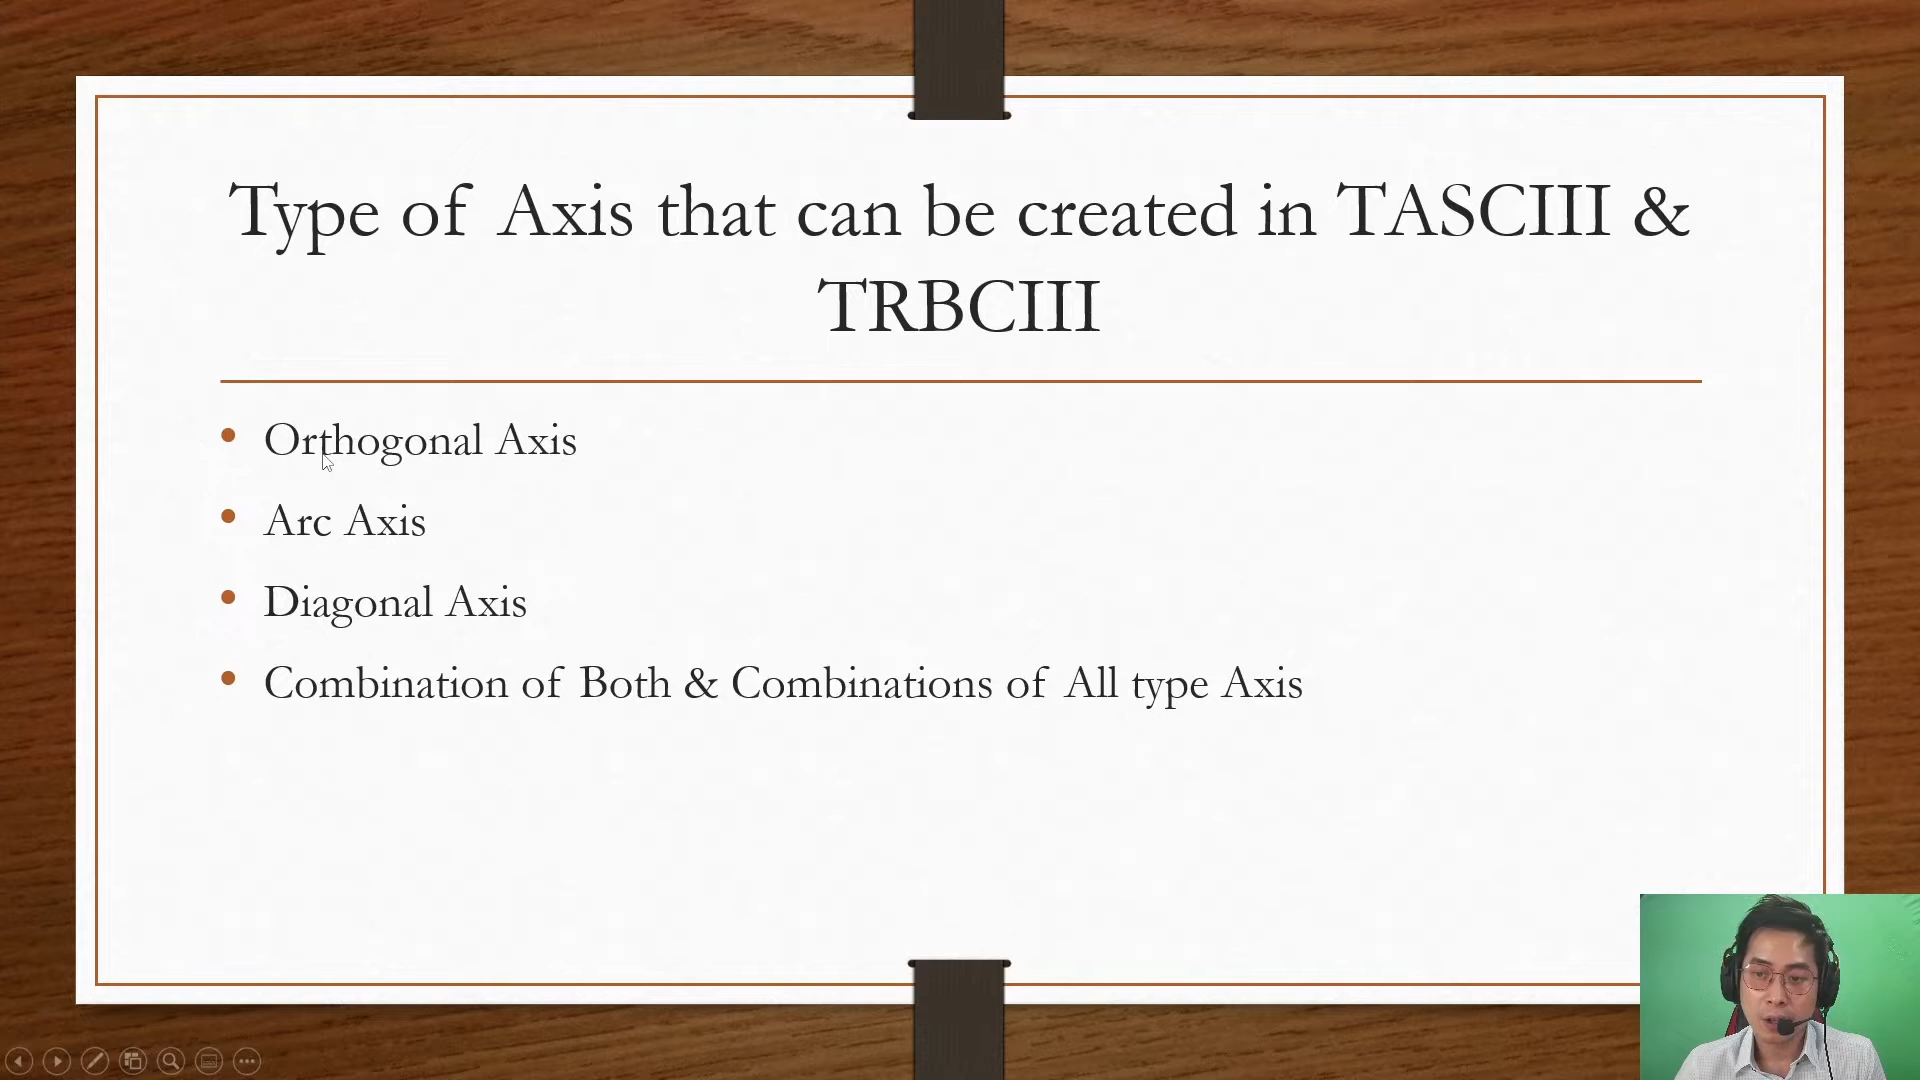 Type of Axis that can be created in TASCIII &
TRBCIII
• Orthogonal Axis
• Arc Axis
• Diagonal Axis
• Combination of Both & Combinations of All type Axis